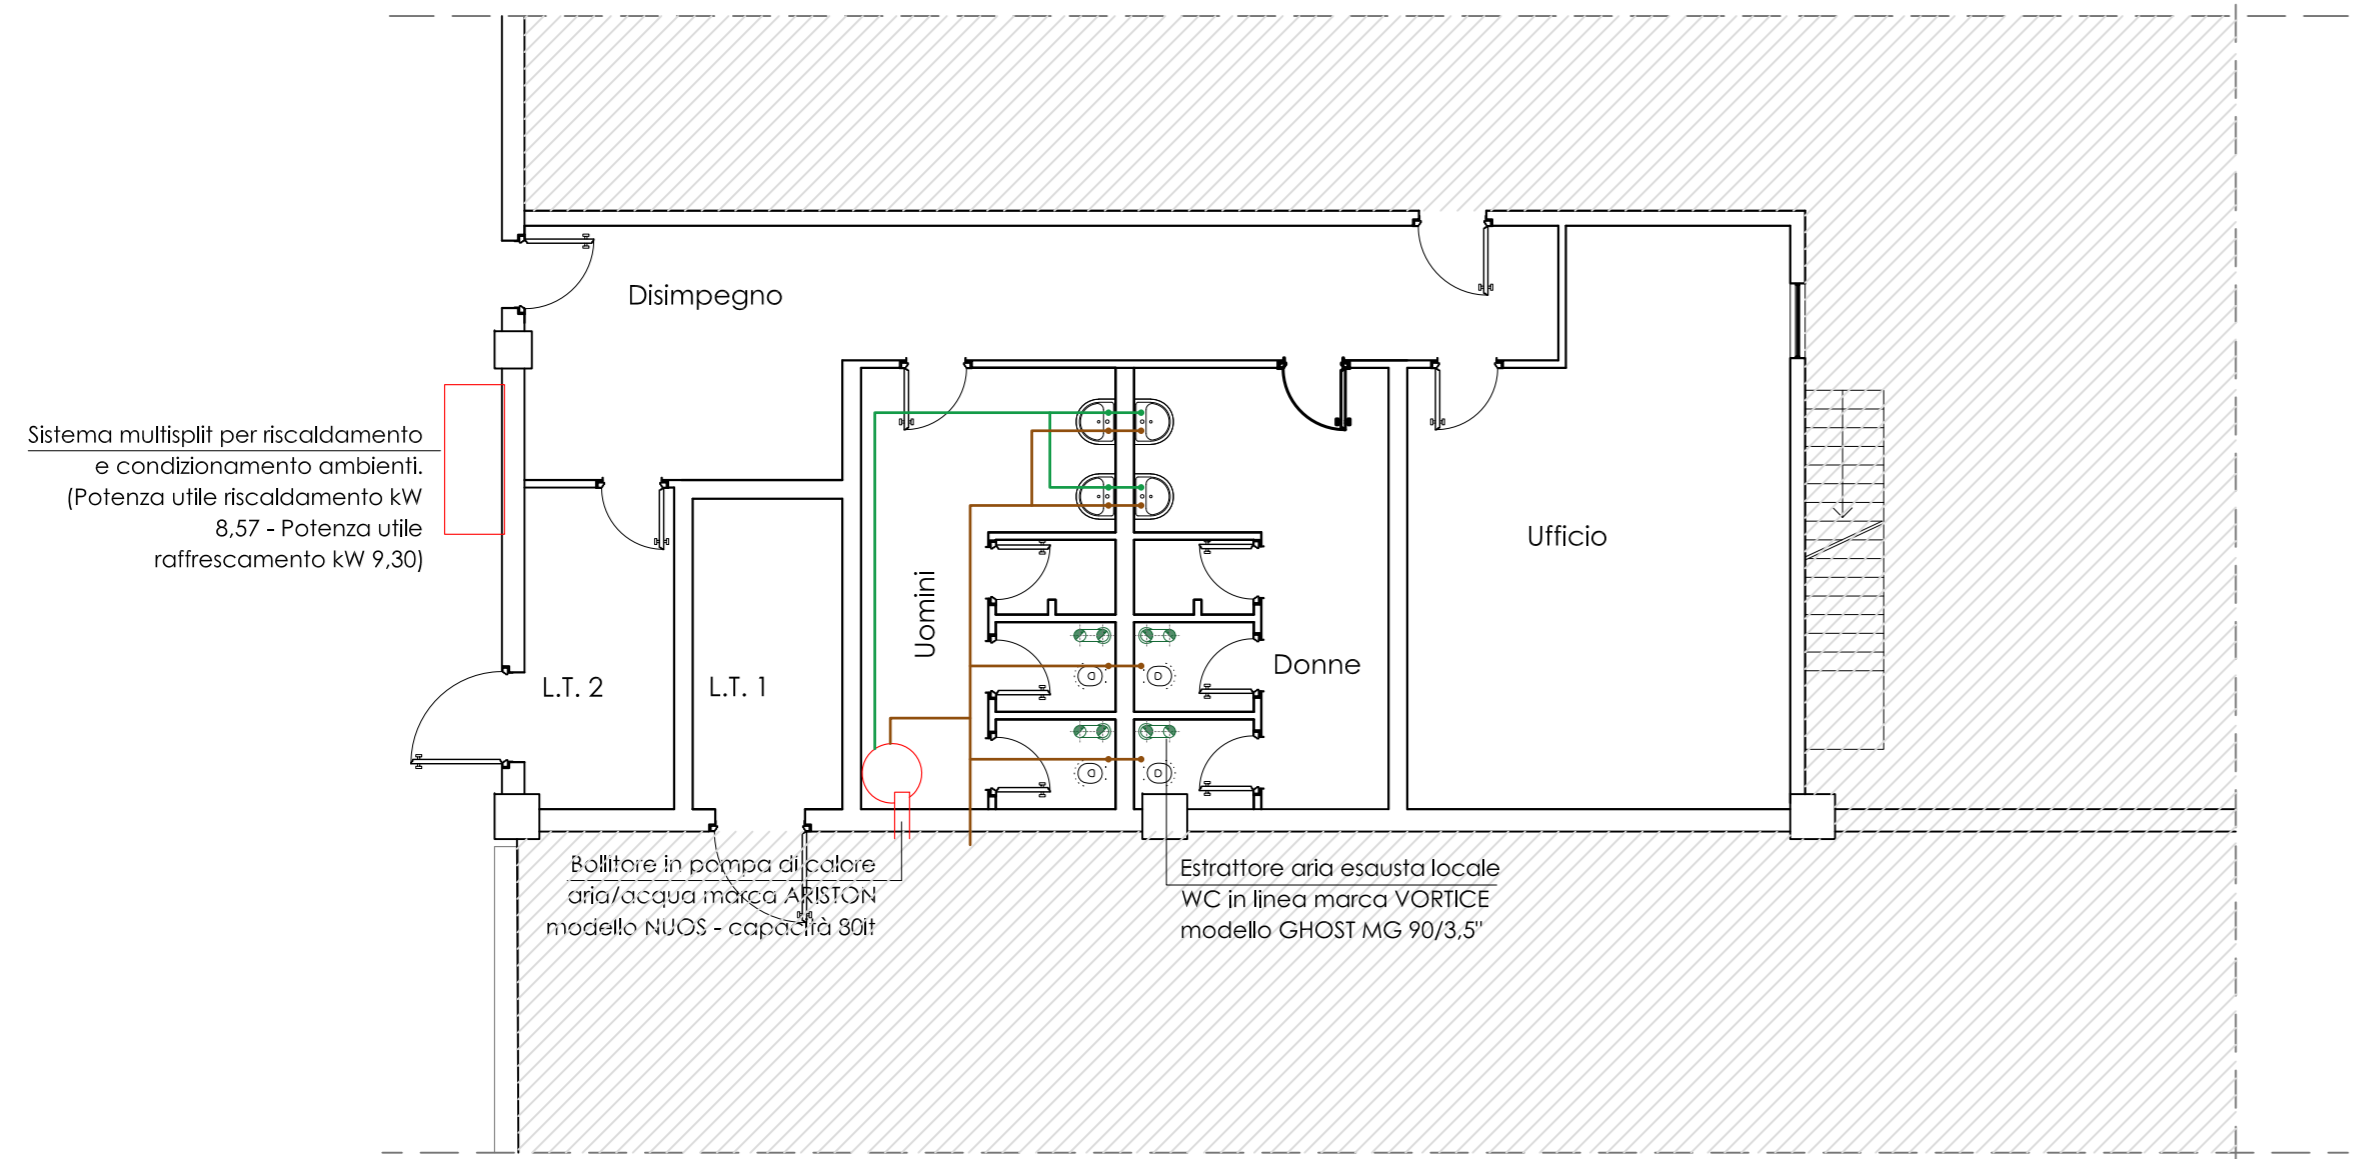 Disimpegno
Sistema multisplit per riscaldamento
e condizionamento ambienti.
(Potenza utile riscaldamento kW
8,57 - Potenza utile
raffrescamento kW 9,30)
Ufficio
Uomini
Donne
L.T. 2
L.T. 1
Bollitore in pompa di calore
aria/acqua marca ARISTON
modello NUOS - capacità 80lt
Estrattore aria esausta locale
WC in linea marca VORTICE
modello GHOST MG 90/3,5"